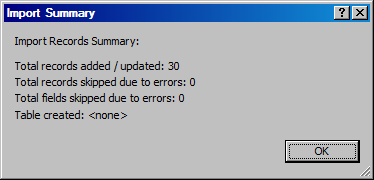 Import Summary
Import Records Summary:
Total records added / updated: 30
Total records skipped due to errors: 0
Total fields skipped due to errors: 0
Table created: <none>
OK